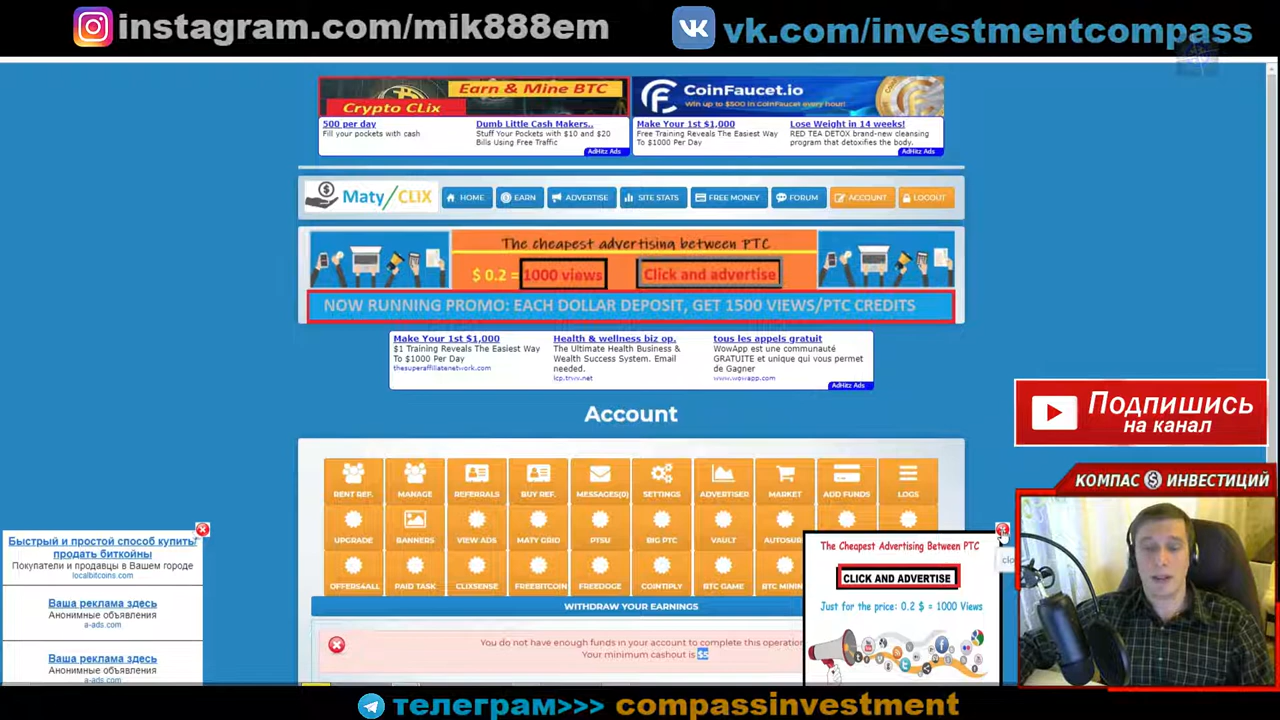 instagram.com/mik888em
vk.com/investmentcompass
Crypto CLix
Earn & Mine BTC
500 per day
Fill your pockets with cash
Dumb Little Cash Makers..
Stuff Your Pockets with $10 and $20
Bills Using Free Traffic
AdHitz Ads
CoinFaucet.io
Win up to $500 in CoinFaucet every hour!
Make Your 1st $1,000
Free Training Reveals The Easiest Way
To $1000 Per Day
Lose Weight in 14 weeks!
RED TEA DETOX brand-new cleansing
program that detoxifies the body.
AdHitz Ads
Maty/CLIX
HOME
EARN
ADVERTISE
SITE STATS
FREE MONEY
FORUM
ACCOUNT
LOGOUT
The cheapest advertising between PTC
$ 0.2 = 1000 views
Click and advertise
NOW RUNNING PROMO: EACH DOLLAR DEPOSIT, GET 1500 VIEWS/PTC CREDITS
Make Your 1st $1,000
$1 Training Reveals The Easiest Way
To $1000 Per Day
thesuperaffiliatenetwork.com
Health & wellness biz op.
The Ultimate Health Business &
Wealth Success System. Email
needed.
tous les appels gratuit
WowApp est une communauté
GRATUITE et unique qui vous permet
de Gagner
www.wowapp.com
AdHitz Ads
Account
RENT REF.
MANAGE
REFERRALS
BUY REF.
MESSAGES(0)
SETTINGS
ADVERTISER
MARKET
ADD FUNDS
LOGS
UPGRADE
BANNERS
VIEW ADS
MATY GRID
PTSU
BIG PTC
VAULT
AUTOSUR
OFFERS4ALL
PAID TASK
CLIXSENSE
FREEBITCOIN
FREEDOGE
COINTIPLY
BTC GAME
BTC MININ
WITHDRAW YOUR EARNINGS
You do not have enough funds in your account to complete this operation
Your minimum cashout is $5
Быстрый и простой способ купить/
продать биткойны
Покупатели и продавцы в Вашем городе
localbitcoins.com
Ваша реклама здесь
Анонимные объявления
a-ads.com
Ваша реклама здесь
Анонимные объявления
a-ads.com
The Cheapest Advertising Between PTC
CLICK AND ADVERTISE
Just for the price: 0.2 $ = 1000 Views
Подпишись
на канал
КОМПАС ИНВЕСТИЦИЙ
телеграм>>> compassinvestment